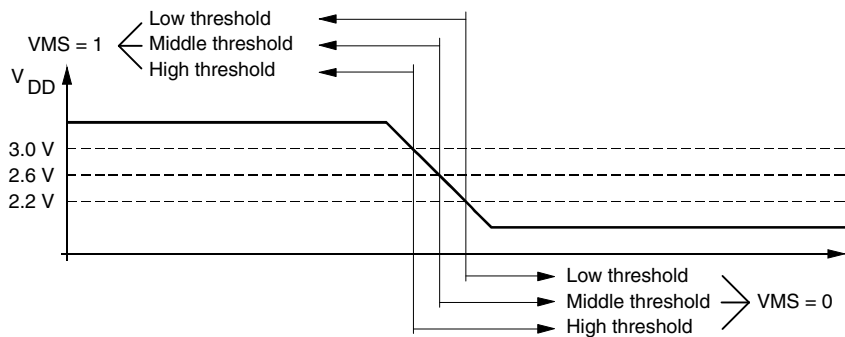 Low threshold
VMS = 1
Middle threshold
High threshold
V DD
3.0 V
2.6 V
2.2 V
Low threshold
Middle threshold
VMS = 0
High threshold